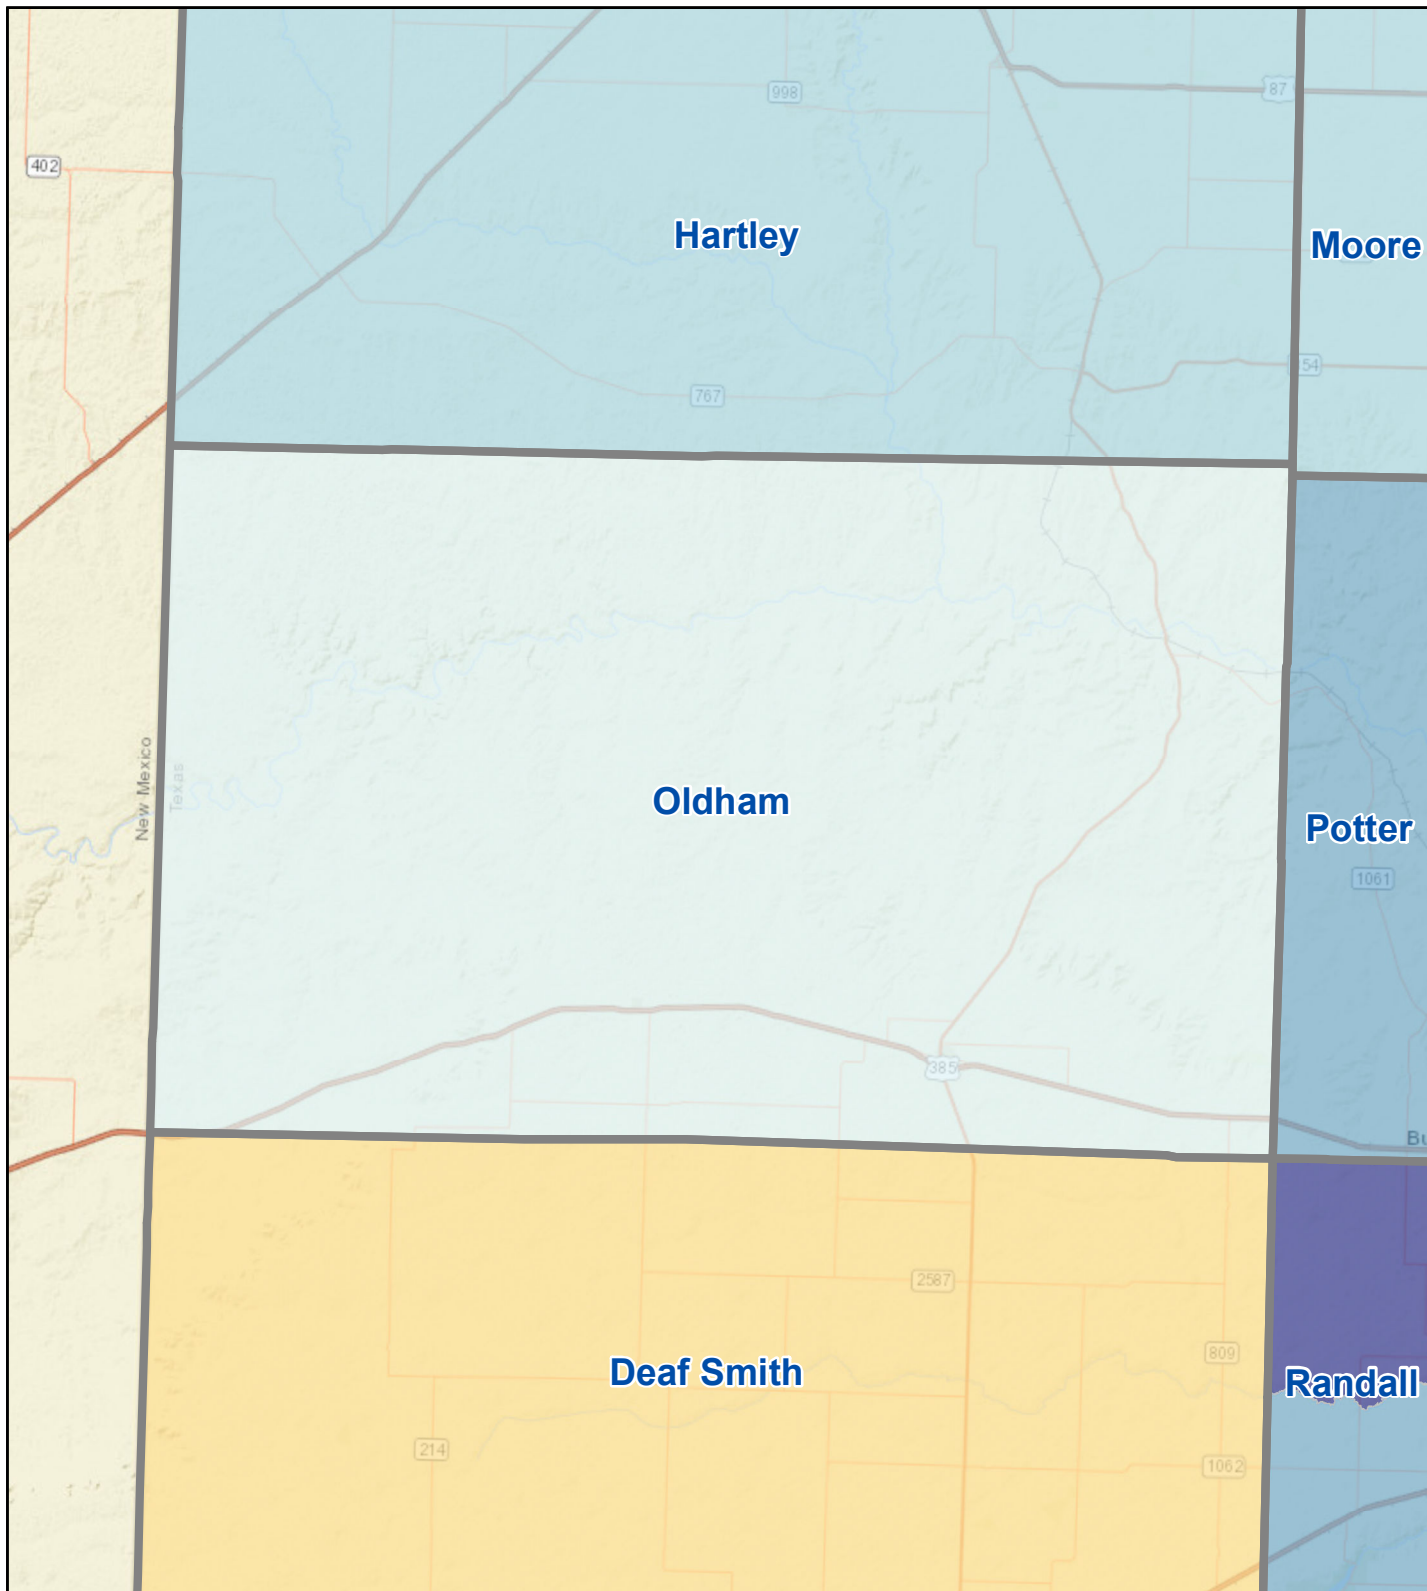 998
87
402
Hartley
Moore
54
767
New Mexico
Texas
Oldham
Potter
1061
385
Bu
2587
809
Deaf Smith
Randall
214
1062